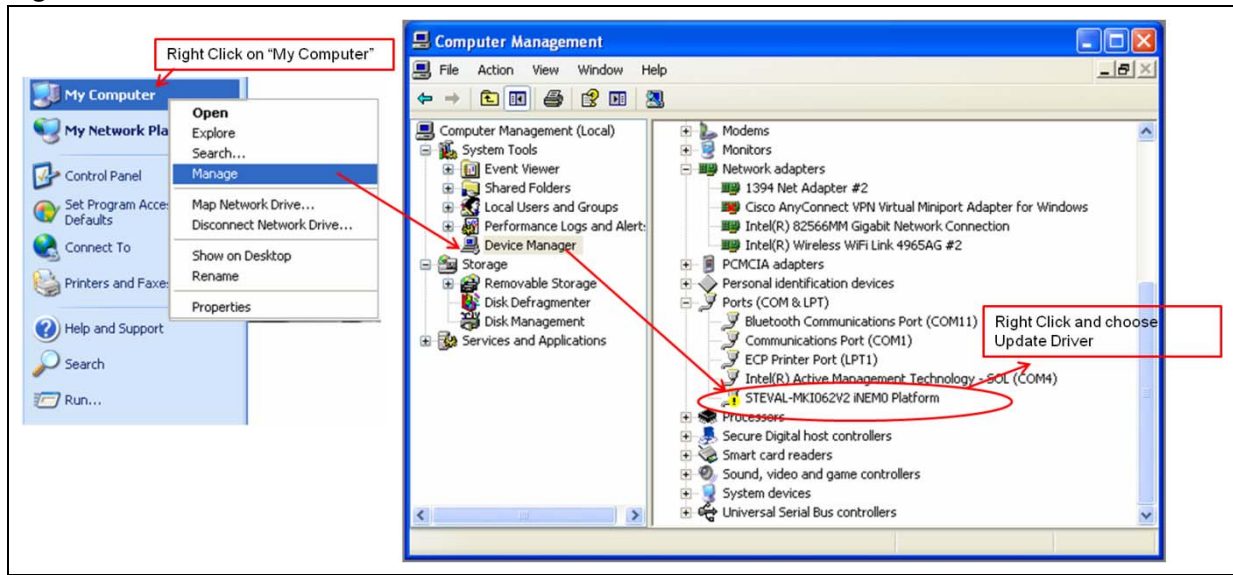 Right Click on “My Computer”
My Computer
My Network Pla
Control Panel
Set Program Acce
Defaults
Connect To
Printers and Faxe
Help and Support
Search
Run...
Open
Explore
Search...
Manage
Map Network Drive...
Disconnect Network Drive...
Show on Desktop
Rename
Properties
Computer Management
File Action View Window Help
Computer Management (Local)
System Tools
Event Viewer
Shared Folders
Local Users and Groups
Performance Logs and Alert
Device Manager
Storage
Removable Storage
Disk Defragmenter
Disk Management
Services and Applications
Modems
Monitors
Network adapters
1394 Net Adapter #2
Cisco AnyConnect VPN Virtual Miniport Adapter for Windows
Intel(R) 82566MM Gigabit Network Connection
Intel(R) Wireless WiFi Link 4965AG #2
PCMCIA adapters
Personal identification devices
Ports (COM & LPT)
Bluetooth Communications Port (COM11)
Communications Port (COM1)
ECP Printer Port (LPT1)
Intel(R) Active Management Technology - SOL (COM4)
STEVAL-MKI062V2 iNEMO Platform
Processors
Secure Digital host controllers
Smart card readers
Sound, video and game controllers
System devices
Universal Serial Bus controllers
Right Click and choose
Update Driver